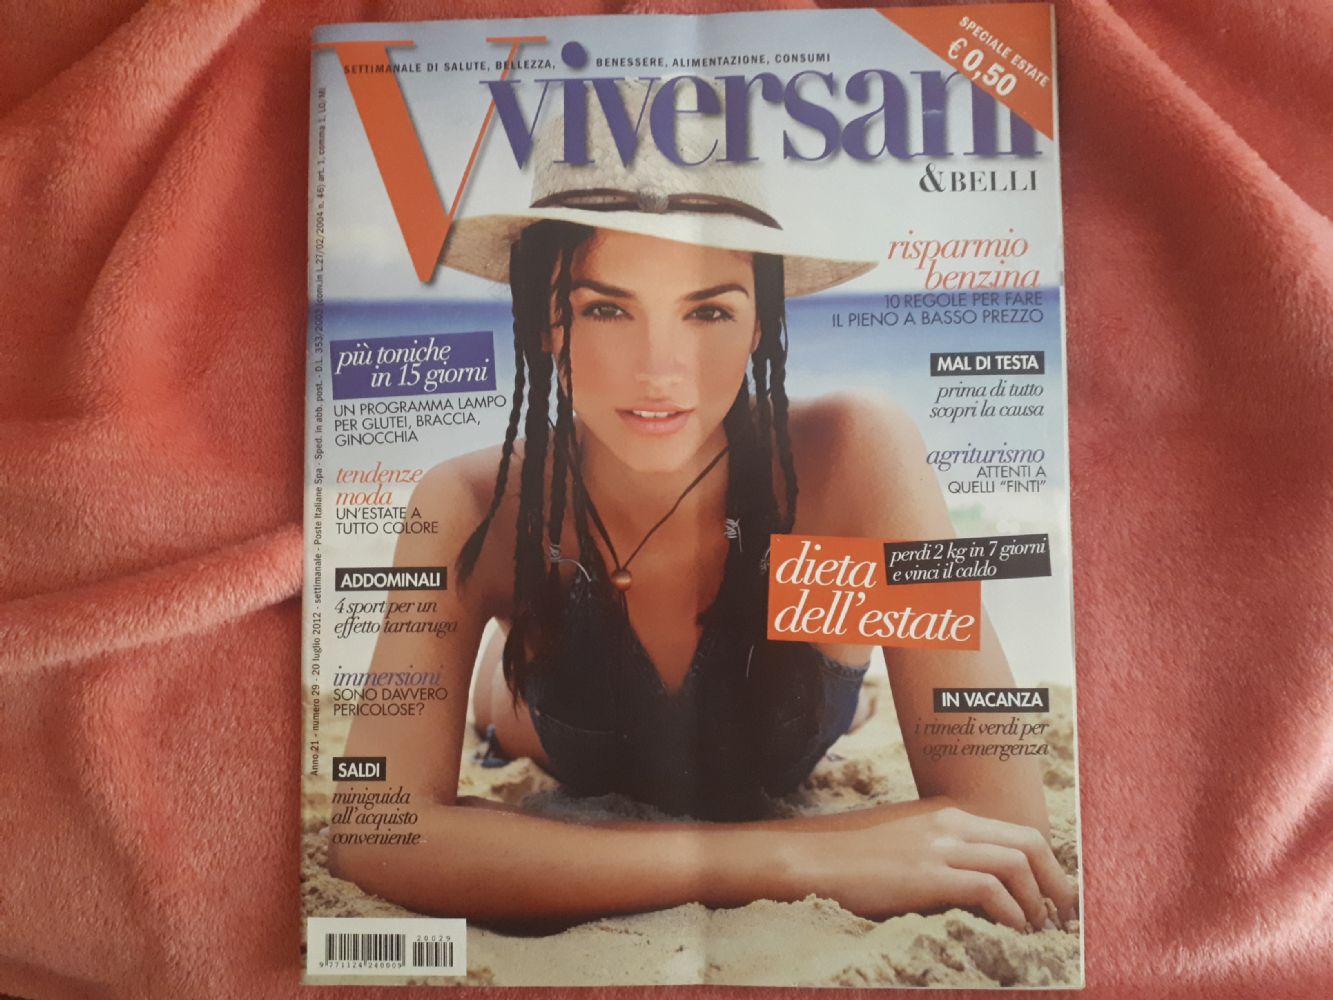 SETTIMANALE DI SALUTE, BELLEZZA, BENESSERE, ALIMENTAZIONE, CONSUMI
SPECIALE ESTATE
€ 0,50
V viversani
& BELLI
risparmio
benzina
10 REGOLE PER FARE
IL PIENO A BASSO PREZZO
più toniche
in 15 giorni
UN PROGRAMMA LAMPO
PER GLUTEI, BRACCIA,
GINOCCHIA
MAL DI TESTA
prima di tutto
scopri la causa
tendenze
moda
UN'ESTATE A
TUTTO COLORE
agriturismo
ATTENTI A
QUELLI "FINTI"
dieta
dell'estate
perdi 2 kg in 7 giorni
e vinci il caldo
ADDOMINALI
4 sport per un
effetto tartaruga
immersioni
SONO DAVVERO
PERICOLOSE?
IN VACANZA
i rimedi verdi per
ogni emergenza
SALDI
miniguida
all'acquisto
conveniente
Anno 21 - numero 29 - 20 luglio 2012 - settimanale - Poste Italiane Spa - Sped. in abb. post. - D.L. 353/2003 (conv.in L.27/02/2004 n. 46) art. 1, comma 1, LO/MI
20029
9 771124 240009